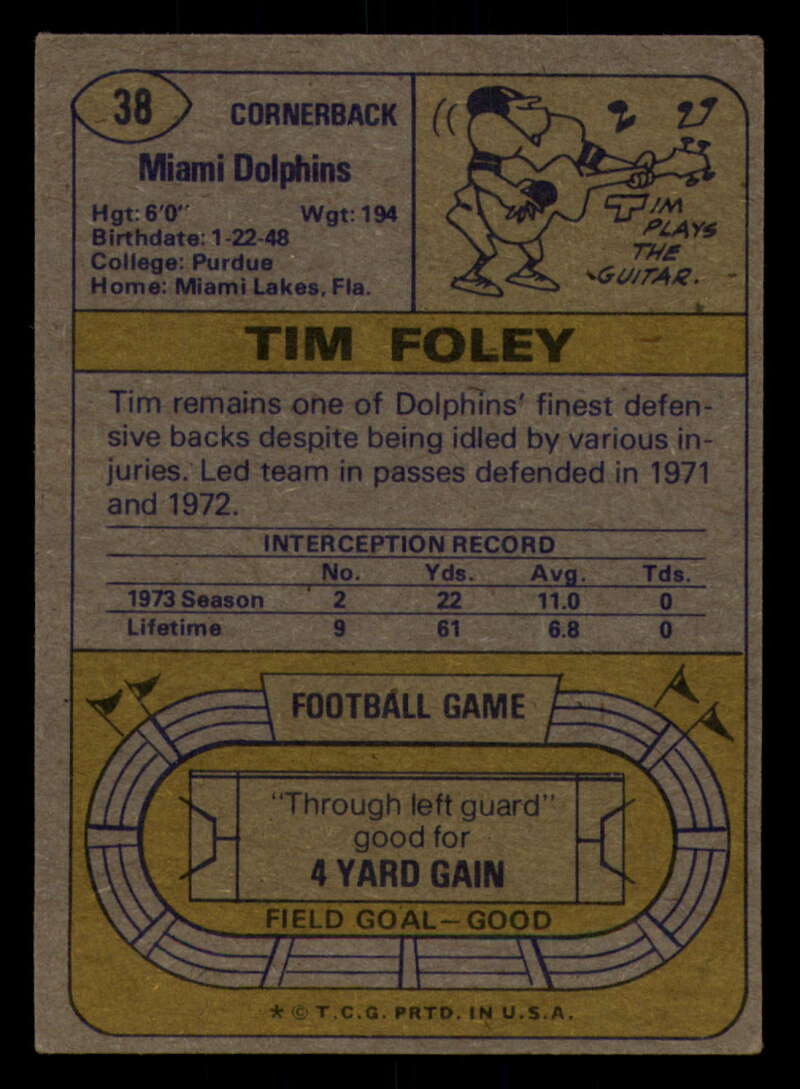 38
CORNERBACK
Miami Dolphins
Hgt: 6'0" Wgt: 194
Birthdate: 1-22-48
College: Purdue
Home: Miami Lakes, Fla.
TIM
PLAYS
THE
GUITAR.
TIM FOLEY
Tim remains one of Dolphins' finest defen-
sive backs despite being idled by various in-
juries. Led team in passes defended in 1971
and 1972.
INTERCEPTION RECORD
No. Yds. Avg. Tds.
1973 Season 2 22 11.0 0
Lifetime 9 61 6.8 0
FOOTBALL GAME
"Through left guard"
good for
4 YARD GAIN
FIELD GOAL—GOOD
* © T.C.G. PRTD. IN U.S.A.